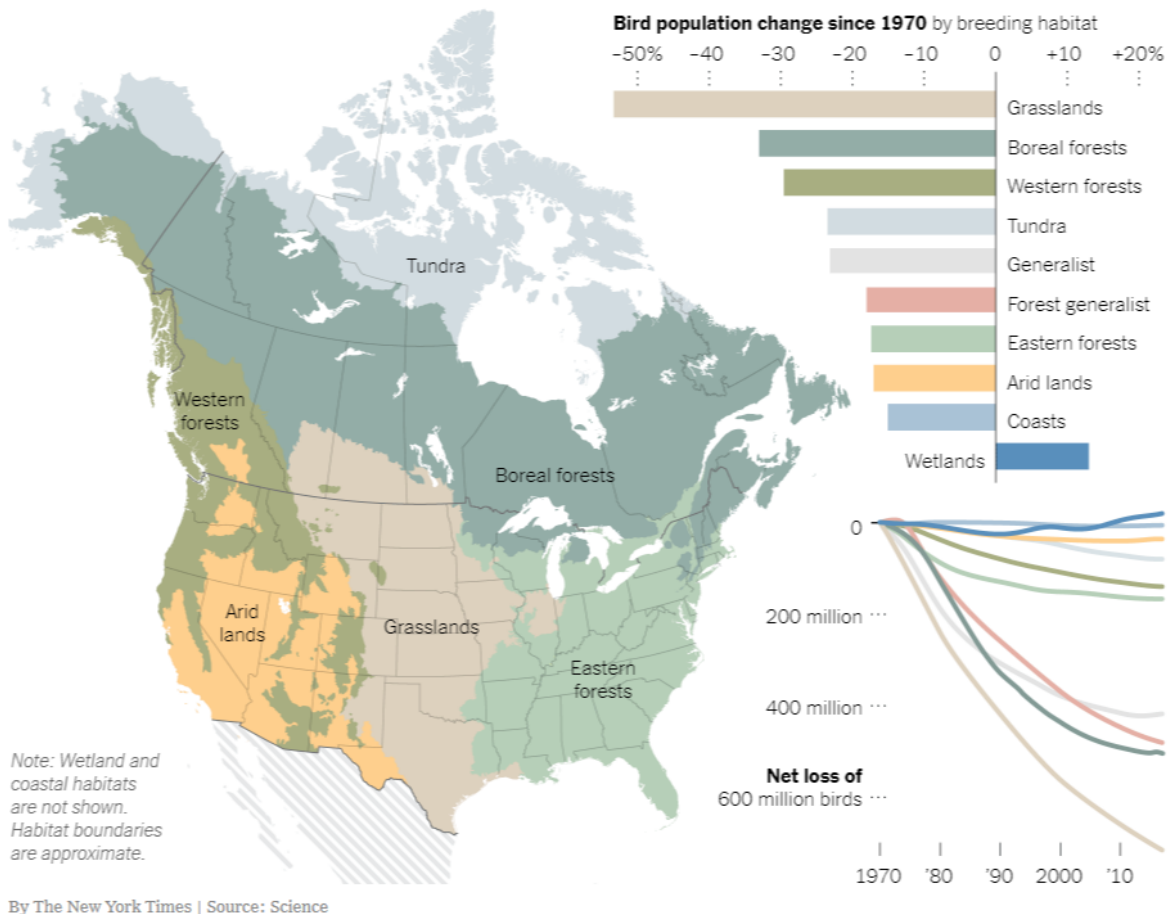 Bird population change since 1970 by breeding habitat
−50% −40 −30 −20 −10 0 +10 +20%
Grasslands
Boreal forests
Western forests
Tundra
Generalist
Forest generalist
Eastern forests
Arid lands
Coasts
Wetlands
Tundra
Western
forests
Boreal forests
Arid
lands
Grasslands
Eastern
forests
0
200 million
400 million
Net loss of
600 million birds
1970 '80 '90 2000 '10
Note: Wetland and
coastal habitats
are not shown.
Habitat boundaries
are approximate.
By The New York Times | Source: Science